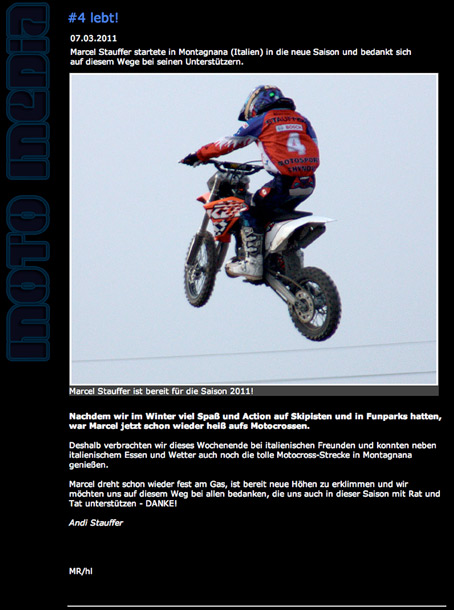 #4 lebt!
07.03.2011
Marcel Stauffer startete in Montagnana (Italien) in die neue Saison und bedankt sich
auf diesem Wege bei seinen Unterstützern.
MOTO MEDIA
STAUFFER
BOSCH
4
MOTOSPORT
Marcel Stauffer ist bereit für die Saison 2011!
Nachdem wir im Winter viel Spaß und Action auf Skipisten und in Funparks hatten,
war Marcel jetzt schon wieder heiß aufs Motocrossen.
Deshalb verbrachten wir dieses Wochenende bei italienischen Freunden und konnten neben
italienischem Essen und Wetter auch noch die tolle Motocross-Strecke in Montagnana
genießen.
Marcel dreht schon wieder fest am Gas, ist bereit neue Höhen zu erklimmen und wir
möchten uns auf diesem Weg bei allen bedanken, die uns auch in dieser Saison mit Rat und
Tat unterstützen - DANKE!
Andi Stauffer
MR/hl